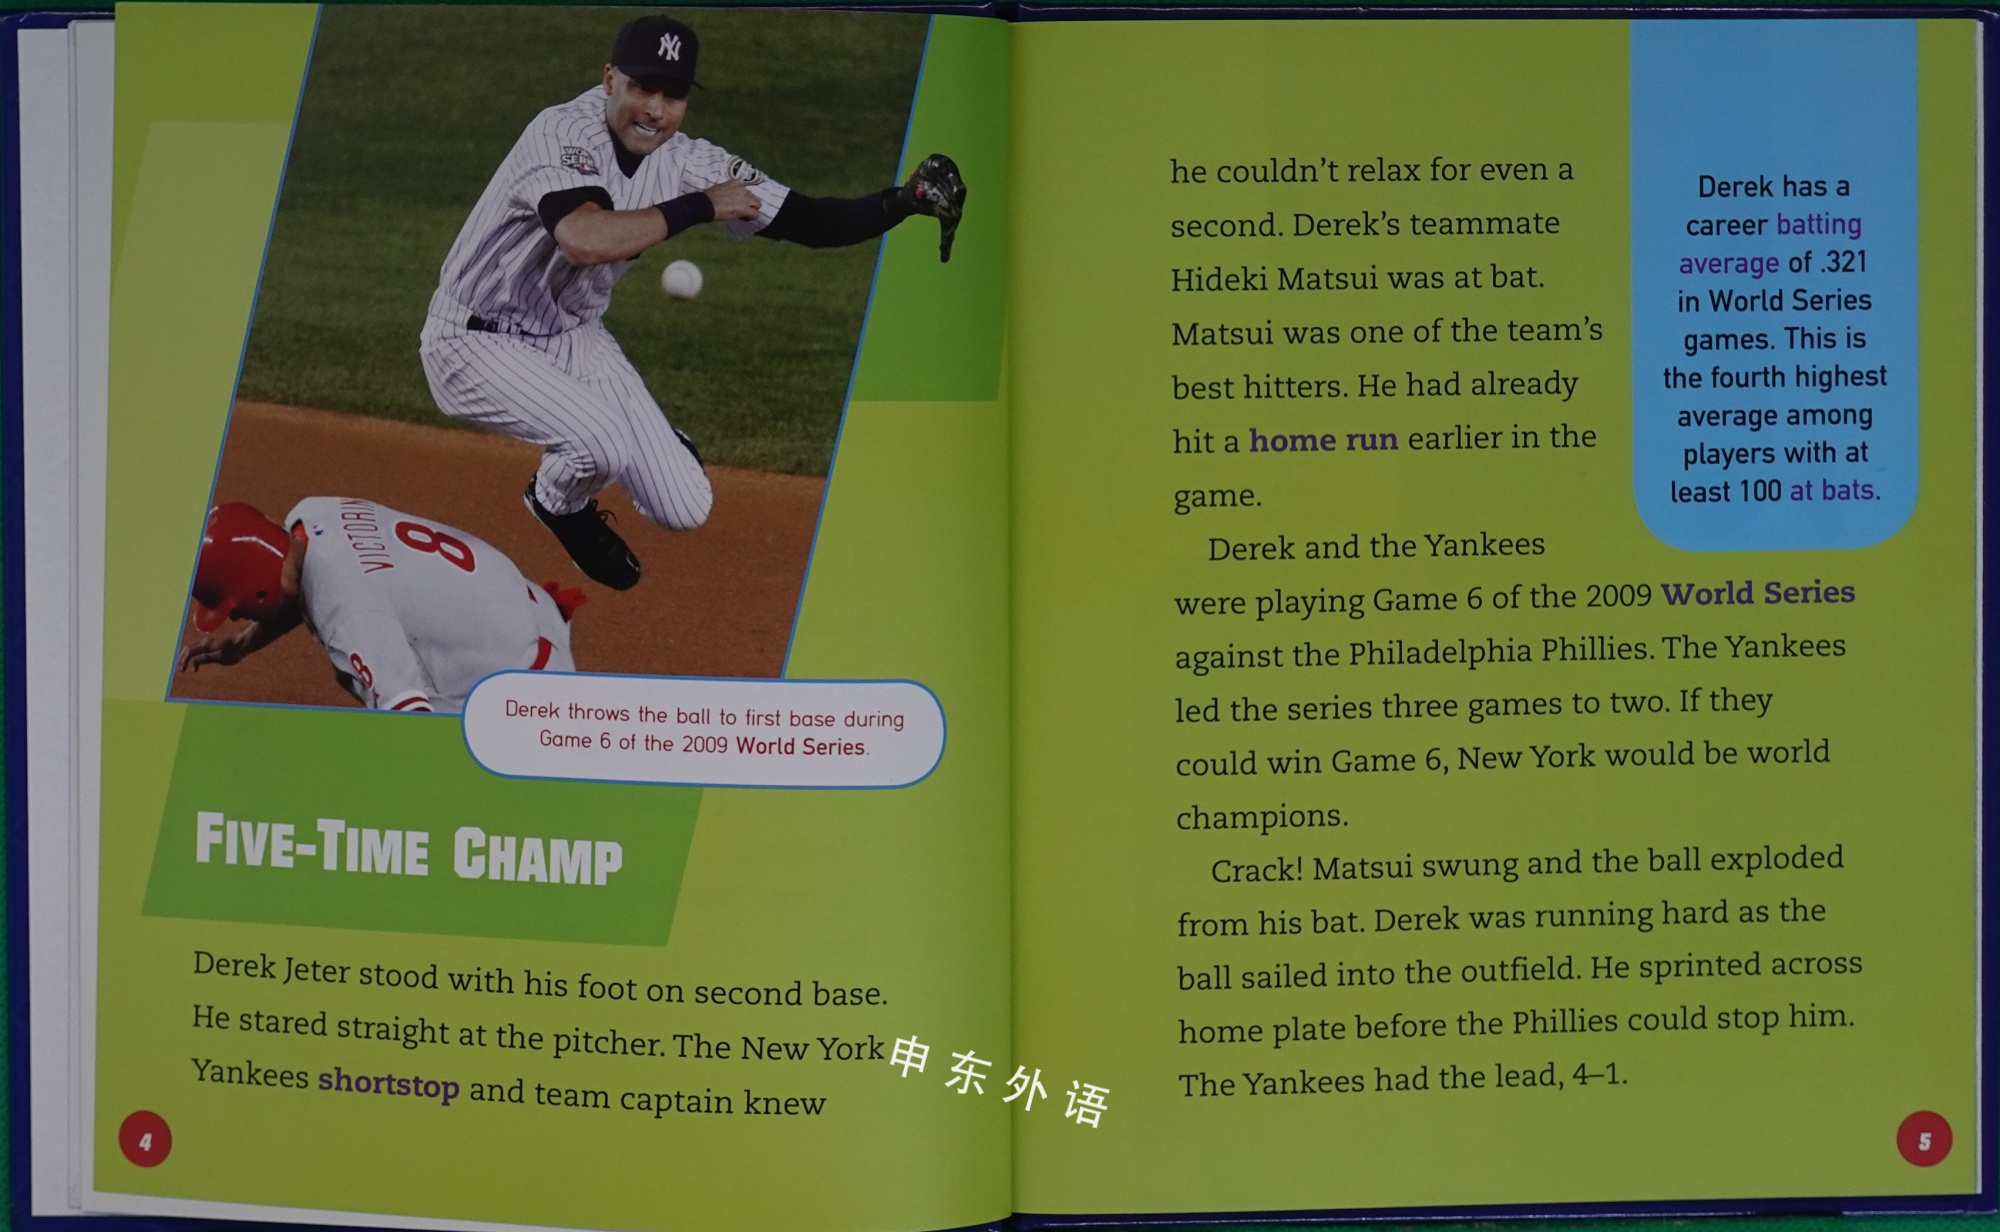 NY
WORLD
SERIES
VICTORIN
8
8
Derek throws the ball to first base during
Game 6 of the 2009 World Series.
FIVE-TIME CHAMP
Derek Jeter stood with his foot on second base.
He stared straight at the pitcher. The New York
Yankees shortstop and team captain knew
4
he couldn't relax for even a
second. Derek's teammate
Hideki Matsui was at bat.
Matsui was one of the team's
best hitters. He had already
hit a home run earlier in the
game.
Derek and the Yankees
were playing Game 6 of the 2009 World Series
against the Philadelphia Phillies. The Yankees
led the series three games to two. If they
could win Game 6, New York would be world
champions.
Crack! Matsui swung and the ball exploded
from his bat. Derek was running hard as the
ball sailed into the outfield. He sprinted across
home plate before the Phillies could stop him.
The Yankees had the lead, 4–1.
Derek has a
career batting
average of .321
in World Series
games. This is
the fourth highest
average among
players with at
least 100 at bats.
5
申东外语